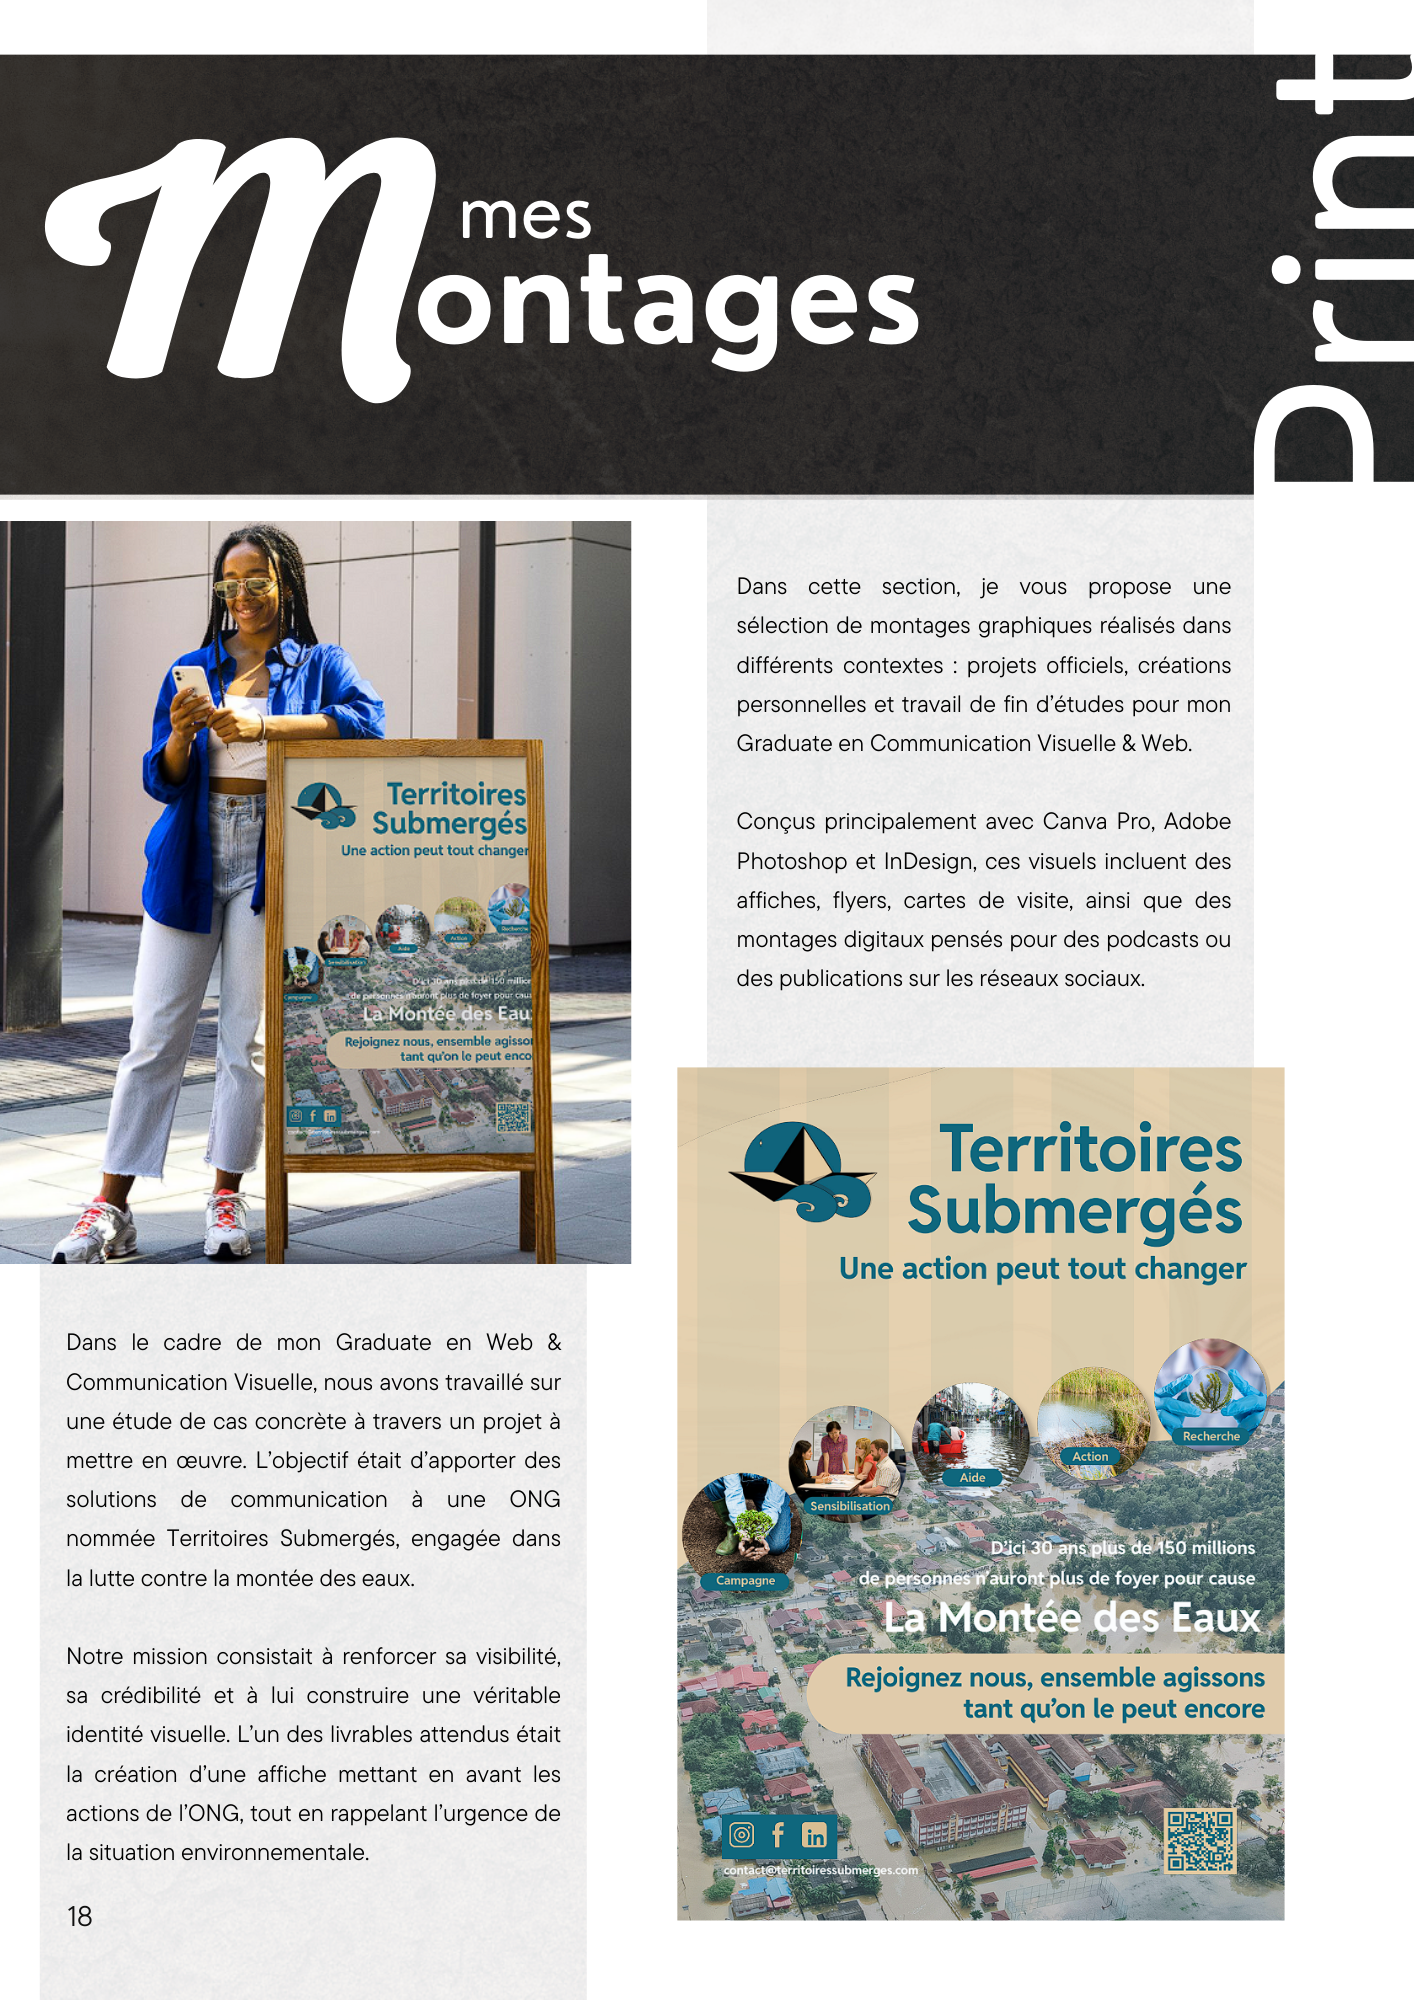 mes
Montages
Print
Dans cette section, je vous propose une
sélection de montages graphiques réalisés dans
différents contextes : projets officiels, créations
personnelles et travail de fin d'études pour mon
Graduate en Communication Visuelle & Web.
Conçus principalement avec Canva Pro, Adobe
Photoshop et InDesign, ces visuels incluent des
affiches, flyers, cartes de visite, ainsi que des
montages digitaux pensés pour des podcasts ou
des publications sur les réseaux sociaux.
Territoires
Submergés
Une action peut tout changer
Recherche
Action
Aide
Sensibilisation
Campagne
D'ici 30 ans plus de 150 millions
de personnes n'auront plus de foyer pour cau
La Montée des Eau
Rejoignez nous, ensemble agisso
tant qu'on le peut enco
Dans le cadre de mon Graduate en Web &
Communication Visuelle, nous avons travaillé sur
une étude de cas concrète à travers un projet à
mettre en œuvre. L'objectif était d'apporter des
solutions de communication à une ONG
nommée Territoires Submergés, engagée dans
la lutte contre la montée des eaux.
Notre mission consistait à renforcer sa visibilité,
sa crédibilité et à lui construire une véritable
identité visuelle. L'un des livrables attendus était
la création d'une affiche mettant en avant les
actions de l'ONG, tout en rappelant l'urgence de
la situation environnementale.
18
Territoires
Submergés
Une action peut tout changer
Recherche
Action
Aide
Sensibilisation
Campagne
D'ici 30 ans plus de 150 millions
de personnes n'auront plus de foyer pour cause
La Montée des Eaux
Rejoignez nous, ensemble agissons
tant qu'on le peut encore
contact@territoiressubmerges.com